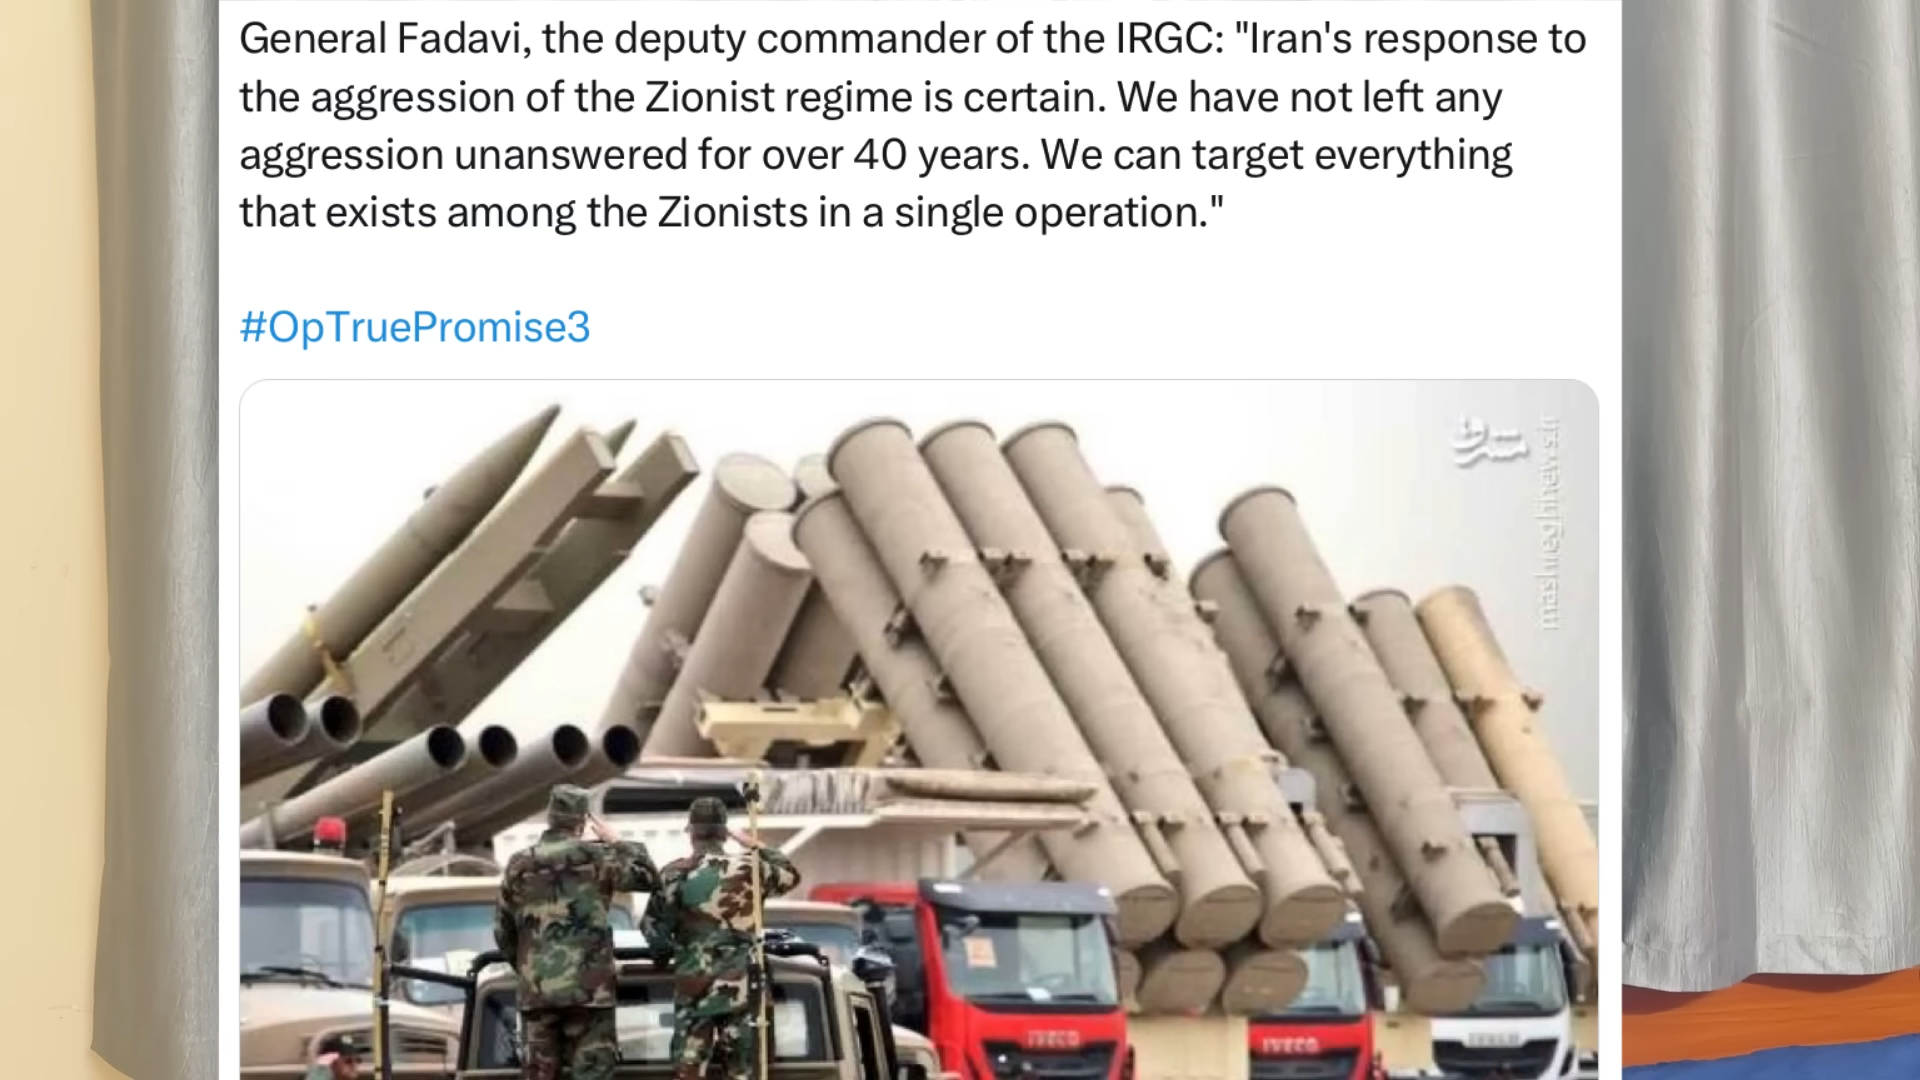 General Fadavi, the deputy commander of the IRGC: "Iran's response to
the aggression of the Zionist regime is certain. We have not left any
aggression unanswered for over 40 years. We can target everything
that exists among the Zionists in a single operation."
#OpTruePromise3
مشرق
mashreghnews.ir
IVECO
IVECO